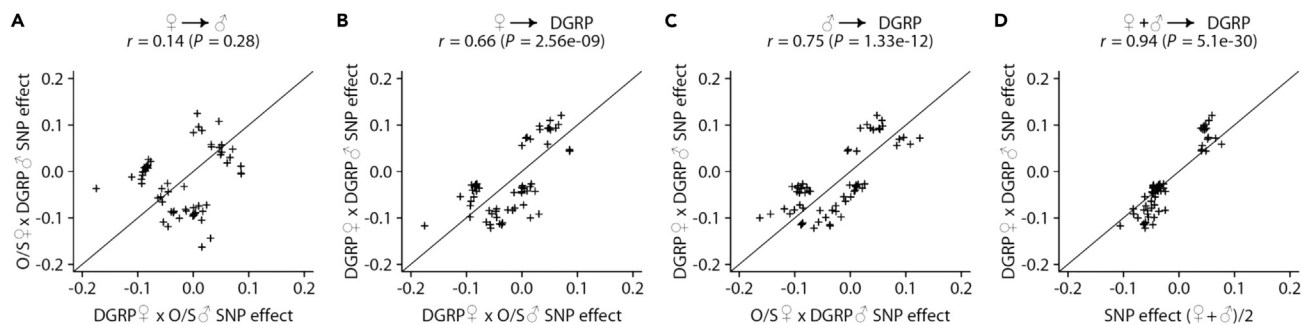 A
♀ → ♂
r = 0.14 (P = 0.28)
O/S♀ x DGRP♂ SNP effect
0.2
0.1
0.0
-0.1
-0.2
-0.2 -0.1 0.0 0.1 0.2
DGRP♀ x O/S♂ SNP effect
B
♀ → DGRP
r = 0.66 (P = 2.56e-09)
DGRP♀ x DGRP♂ SNP effect
0.2
0.1
0.0
-0.1
-0.2
-0.2 -0.1 0.0 0.1 0.2
DGRP♀ x O/S♂ SNP effect
C
♂ → DGRP
r = 0.75 (P = 1.33e-12)
DGRP♀ x DGRP♂ SNP effect
0.2
0.1
0.0
-0.1
-0.2
-0.2 -0.1 0.0 0.1 0.2
O/S♀ x DGRP♂ SNP effect
D
♀+♂ → DGRP
r = 0.94 (P = 5.1e-30)
DGRP♀ x DGRP♂ SNP effect
0.2
0.1
0.0
-0.1
-0.2
-0.2 -0.1 0.0 0.1 0.2
SNP effect (♀+♂)/2